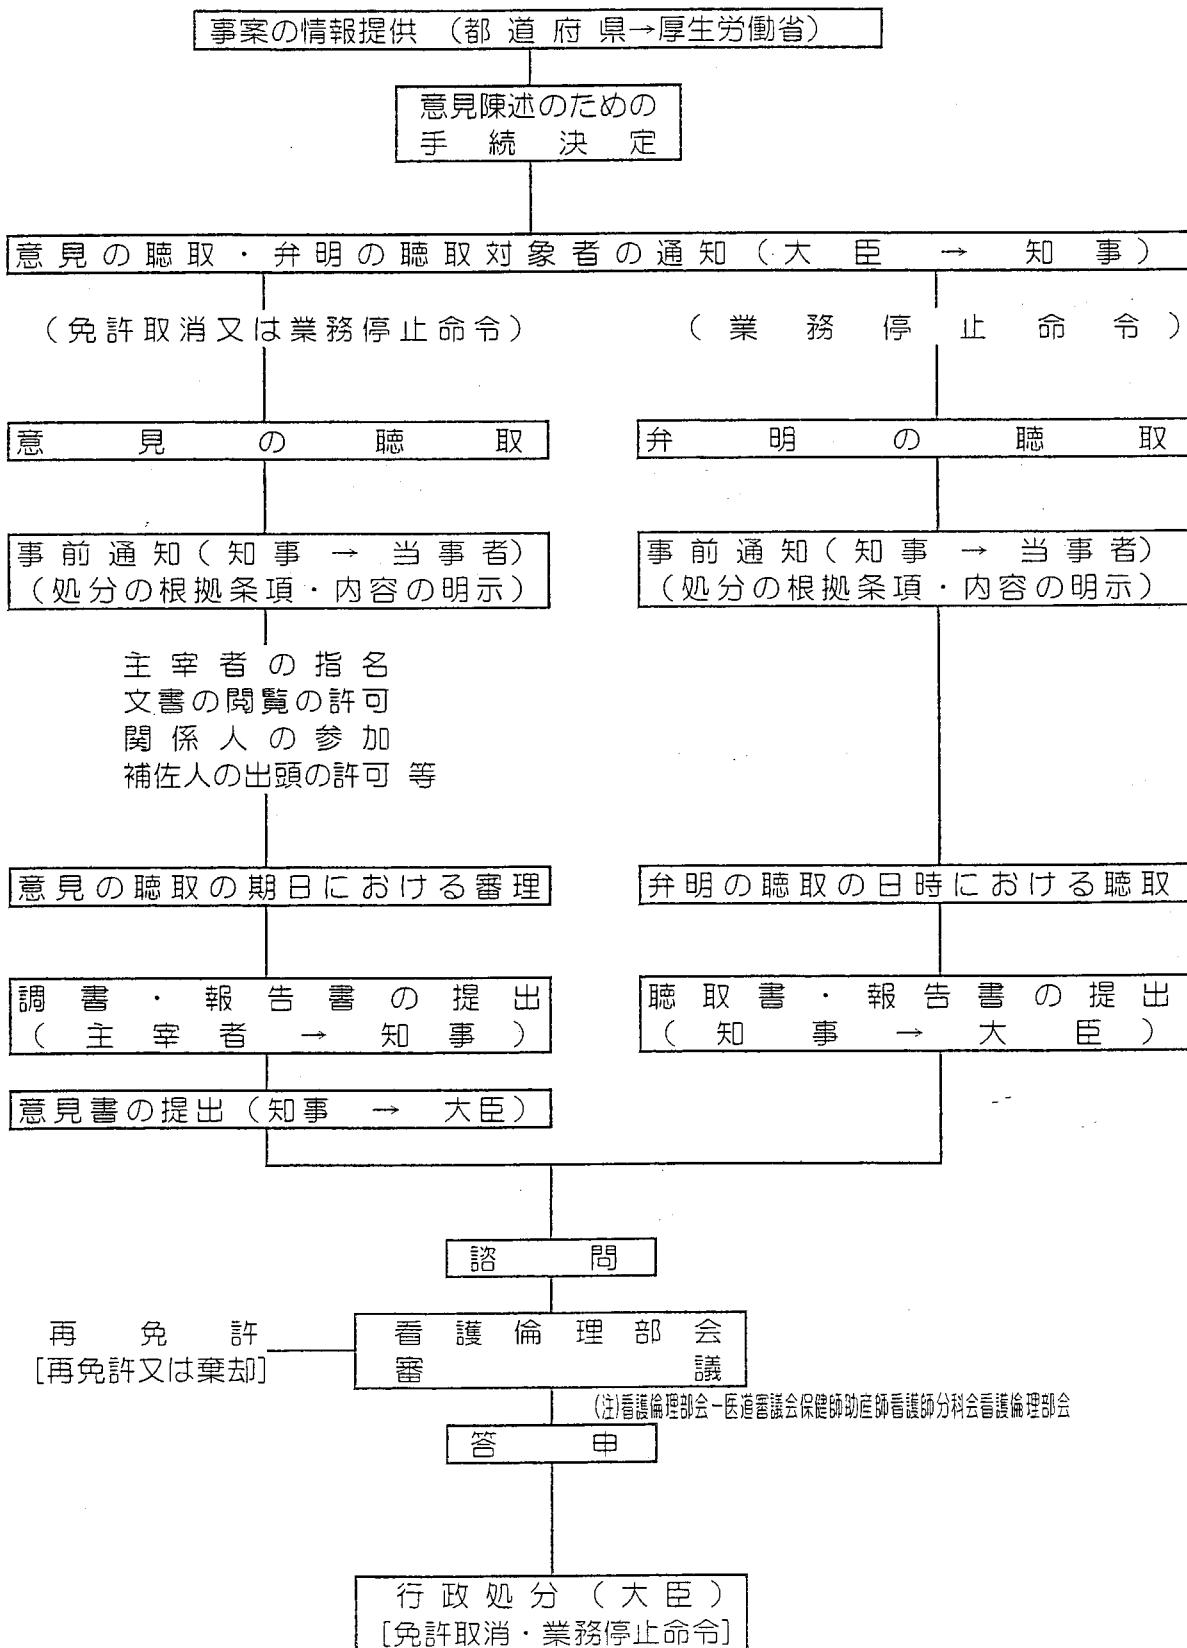 事案の情報提供（都道府県→厚生労働省）
意見陳述のための
手続決定
意見の聴取・弁明の聴取対象者の通知（大臣 → 知事）
（免許取消又は業務停止命令）
（業務停止命令）
意見の聴取
弁明の聴取
事前通知（知事 → 当事者）
（処分の根拠条項・内容の明示）
事前通知（知事 → 当事者）
（処分の根拠条項・内容の明示）
主宰者の指名
文書の閲覧の許可
関係人の参加
補佐人の出頭の許可 等
意見の聴取の期日における審理
弁明の聴取の日時における聴取
調書・報告書の提出
（主宰者 → 知事）
聴取書・報告書の提出
（知事 → 大臣）
意見書の提出（知事 → 大臣）
諮問
再免許
[再免許又は棄却]
看護倫理部会
審議
(注)看護倫理部会－医道審議会保健師助産師看護師分科会看護倫理部会
答申
行政処分（大臣）
[免許取消・業務停止命令]